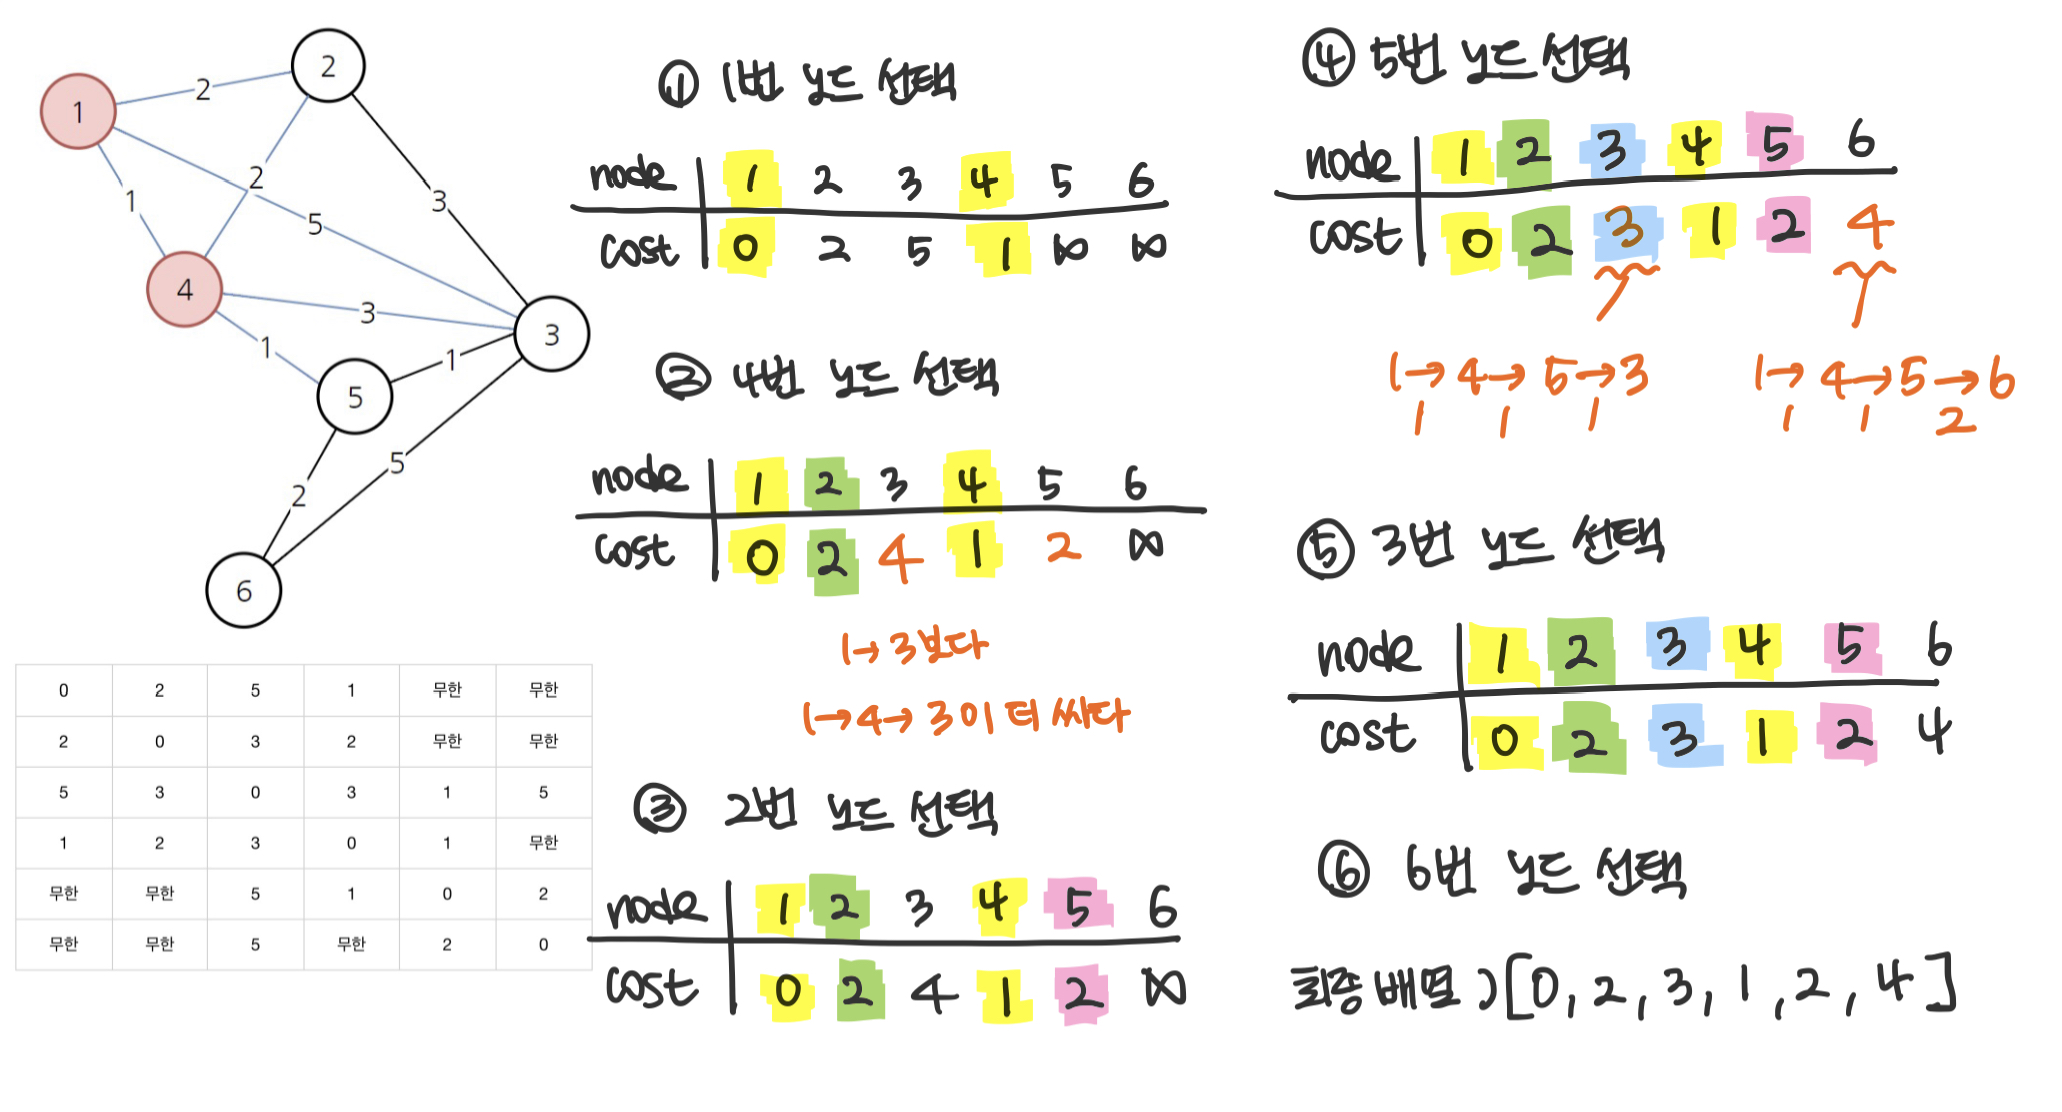 2
1
2
2
3
1
5
4
3
3
1
1
5
2
5
6
0 2 5 1 무한 무한
2 0 3 2 무한 무한
5 3 0 3 1 5
1 2 3 0 1 무한
무한 무한 5 1 0 2
무한 무한 5 무한 2 0
① 1번 노드 선택
node 1 2 3 4 5 6
cost 0 2 5 1 ∞ ∞
② 4번 노드 선택
node 1 2 3 4 5 6
cost 0 2 4 1 2 ∞
1→3보다
1→4→3이 더 싸다
③ 2번 노드 선택
node 1 2 3 4 5 6
cost 0 2 4 1 2 ∞
④ 5번 노드 선택
node 1 2 3 4 5 6
cost 0 2 3 1 2 4
1→4→5→3
1 1 1
1→4→5→6
1 1 2
⑤ 3번 노드 선택
node 1 2 3 4 5 6
cost 0 2 3 1 2 4
⑥ 6번 노드 선택
최종 배열 )[0, 2, 3, 1, 2, 4]